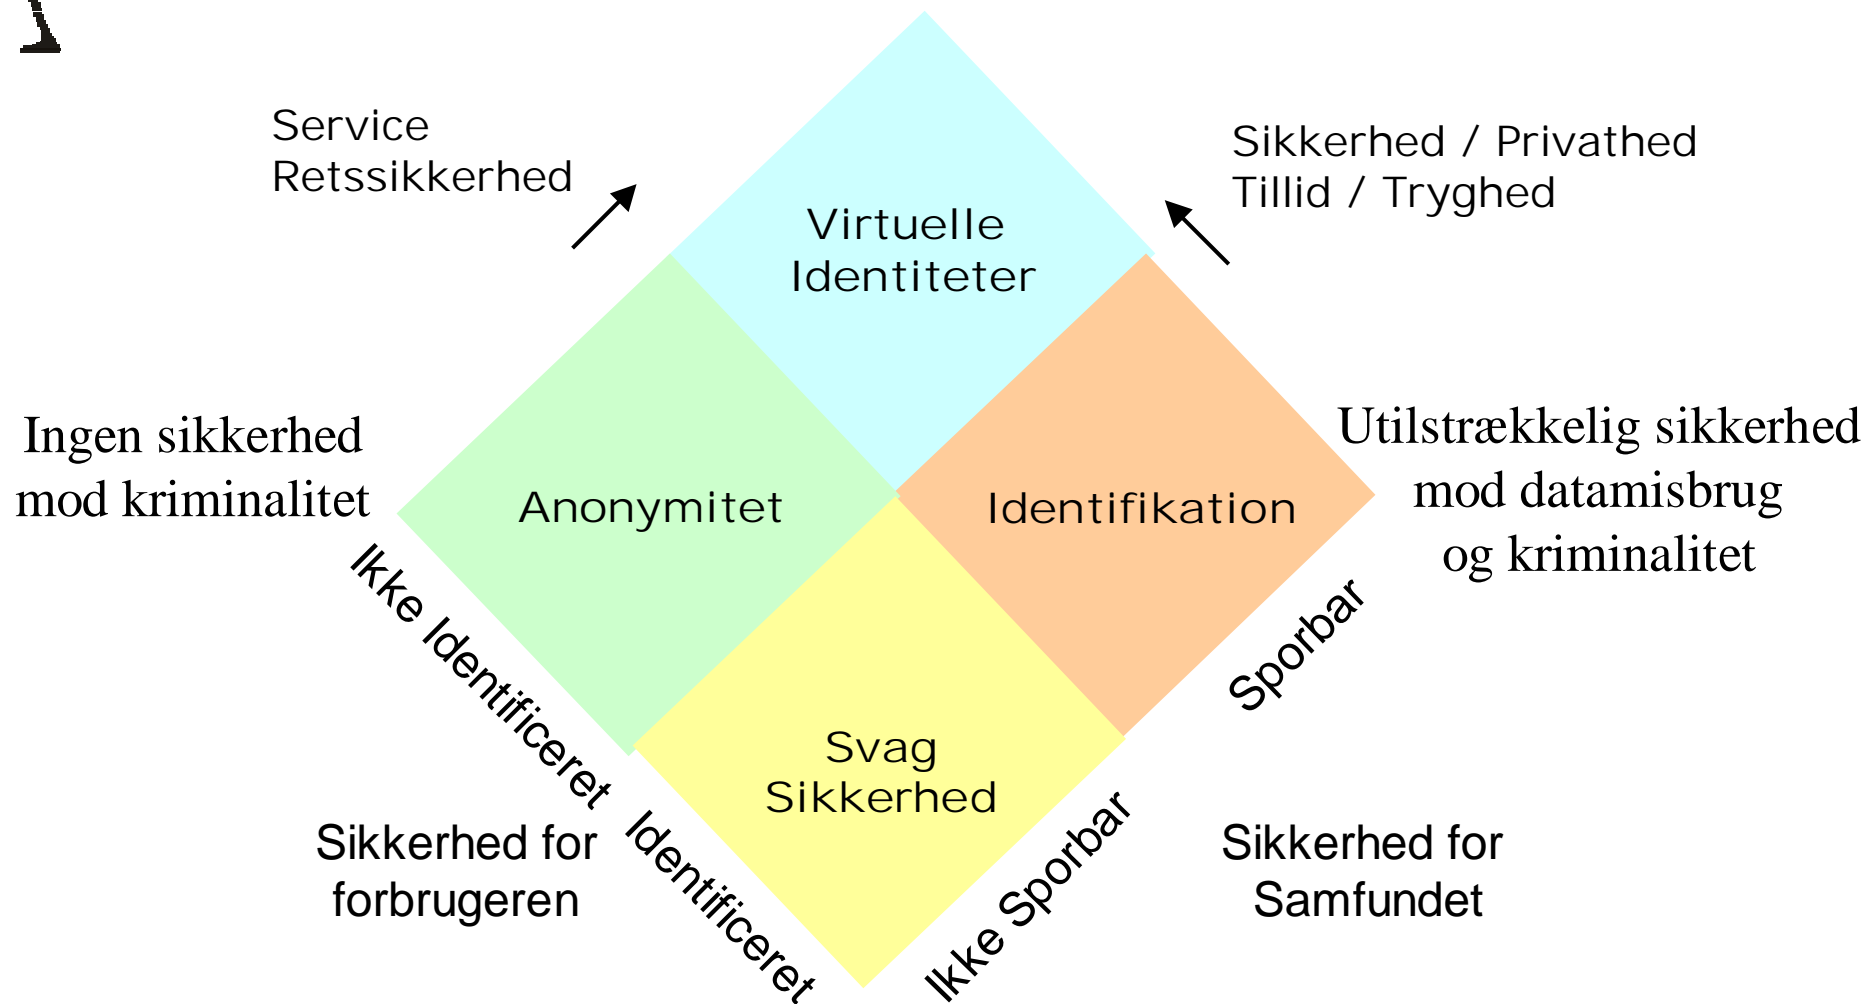 Service
Retssikkerhed
Sikkerhed / Privathed
Tillid / Tryghed
Virtuelle
Identiteter
Ingen sikkerhed
mod kriminalitet
Anonymitet
Identifikation
Utilstrækkelig sikkerhed
mod datamisbrug
og kriminalitet
Ikke Identificeret
Sporbar
Svag
Sikkerhed
Sikkerhed for
forbrugeren
Identificeret
Ikke Sporbar
Sikkerhed for
Samfundet